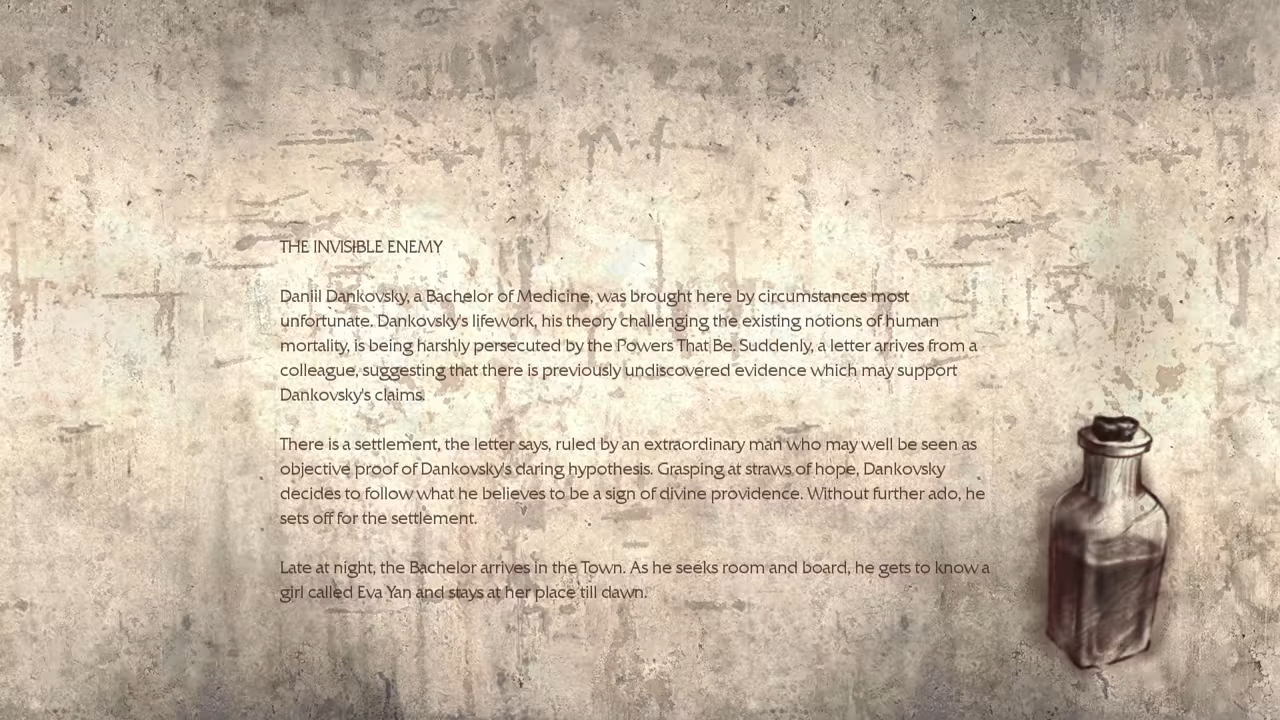 THE INVISIBLE ENEMY
Daniil Dankovsky, a Bachelor of Medicine, was brought here by circumstances most
unfortunate. Dankovsky's lifework, his theory challenging the existing notions of human
mortality, is being harshly persecuted by the Powers That Be. Suddenly, a letter arrives from a
colleague, suggesting that there is previously undiscovered evidence which may support
Dankovsky's claims.
There is a settlement, the letter says, ruled by an extraordinary man who may well be seen as
objective proof of Dankovsky's daring hypothesis. Grasping at straws of hope, Dankovsky
decides to follow what he believes to be a sign of divine providence. Without further ado, he
sets off for the settlement.
Late at night, the Bachelor arrives in the Town. As he seeks room and board, he gets to know a
girl called Eva Yan and stays at her place till dawn.